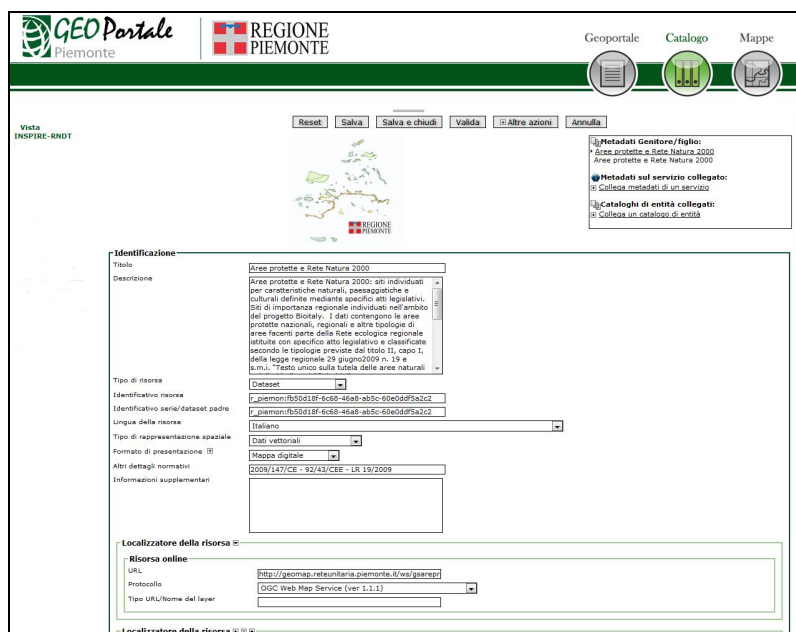 GEO Portale
Piemonte
REGIONE
PIEMONTE
Geoportale
Catalogo
Mappe
Vista
INSPIRE-RNDT
Reset
Salva
Salva e chiudi
Valida
Altre azioni
Annulla
Metadati Genitore/figlio:
Aree protette e Rete Natura 2000
Aree protette e Rete Natura 2000
Metadati sul servizio collegato:
Collega metadati di un servizio
Cataloghi di entità collegati:
Collega un catalogo di entità
REGIONE
PIEMONTE
Identificazione
Titolo
Aree protette e Rete Natura 2000
Descrizione
Aree protette e Rete Natura 2000: siti individuati
per caratteristiche naturali, paesaggistiche e
culturali definite mediante specifici atti legislativi.
Siti di importanza regionale individuati nell'ambito
del progetto Bioitaly. I dati contengono le aree
protette nazionali, regionali e altre tipologie di
aree facenti parte della Rete ecologica regionale
istituite con specifico atto legislativo e classificate
secondo le tipologie previste dal titolo II, capo I,
della legge regionale 29 giugno2009 n. 19 e
s.m.i. "Testo unico sulla tutela delle aree naturali
Tipo di risorsa
Dataset
Identificativo risorsa
r_piemon:fb50d18f-6c68-46a8-ab5c-60e0ddf5a2c2
Identificativo serie/dataset padre
r_piemon:fb50d18f-6c68-46a8-ab5c-60e0ddf5a2c2
Lingua della risorsa
Italiano
Tipo di rappresentazione spaziale
Dati vettoriali
Formato di presentazione
Mappa digitale
Altri dettagli normativi
2009/147/CE - 92/43/CEE - LR 19/2009
Informazioni supplementari
Localizzatore della risorsa
Risorsa online
URL
http://geomap.reteunitaria.piemonte.it/ws/gsarepr
Protocollo
OGC Web Map Service (ver 1.1.1)
Tipo URL/Nome del layer
Localizzatore della risorsa